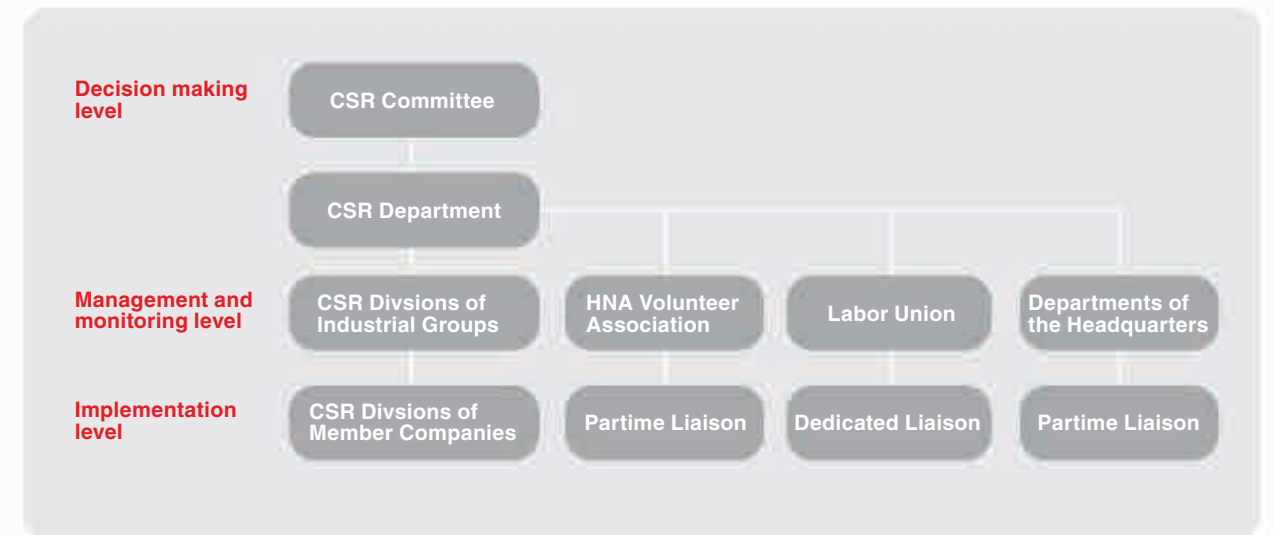 Decision making
level
CSR Committee
CSR Department
Management and
monitoring level
CSR Divsions of
Industrial Groups
HNA Volunteer
Association
Labor Union
Departments of
the Headquarters
Implementation
level
CSR Divsions of
Member Companies
Partime Liaison
Dedicated Liaison
Partime Liaison